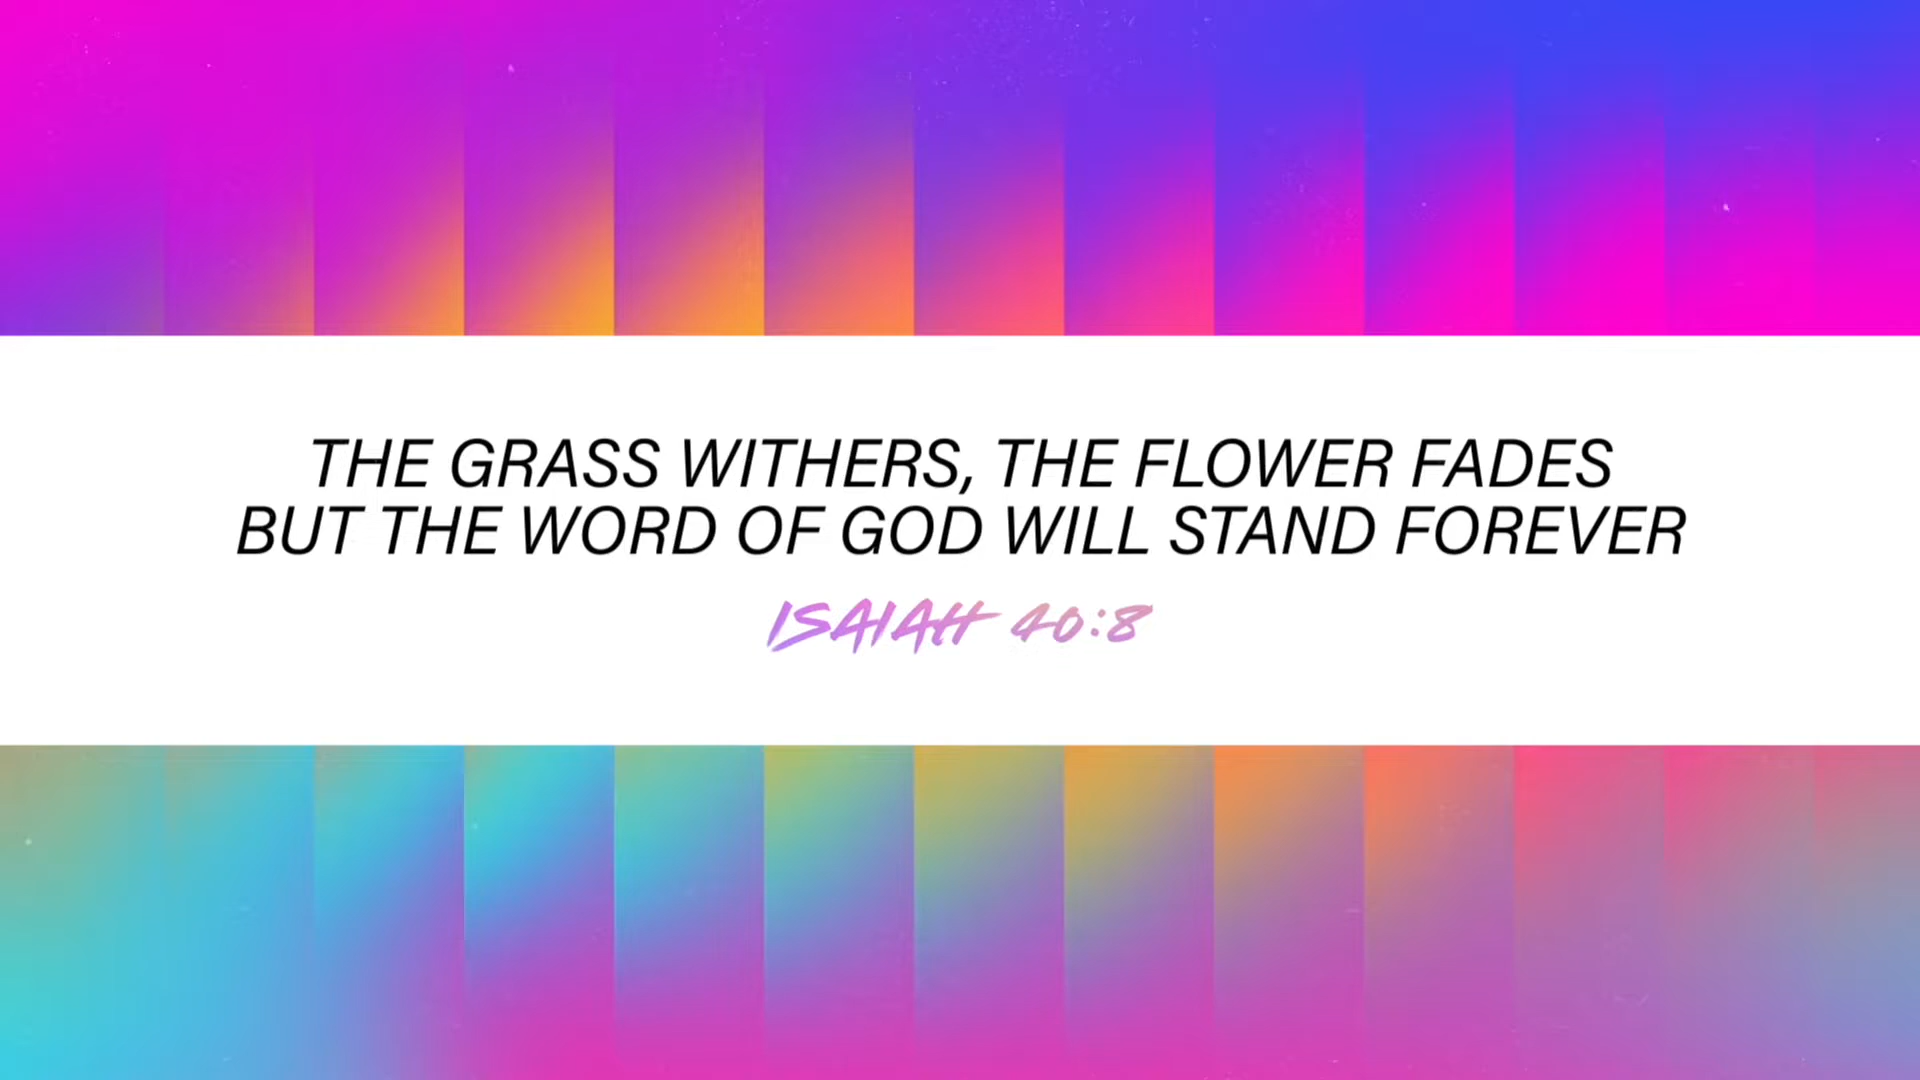 THE GRASS WITHERS, THE FLOWER FADES
BUT THE WORD OF GOD WILL STAND FOREVER
ISAIAH 40:8